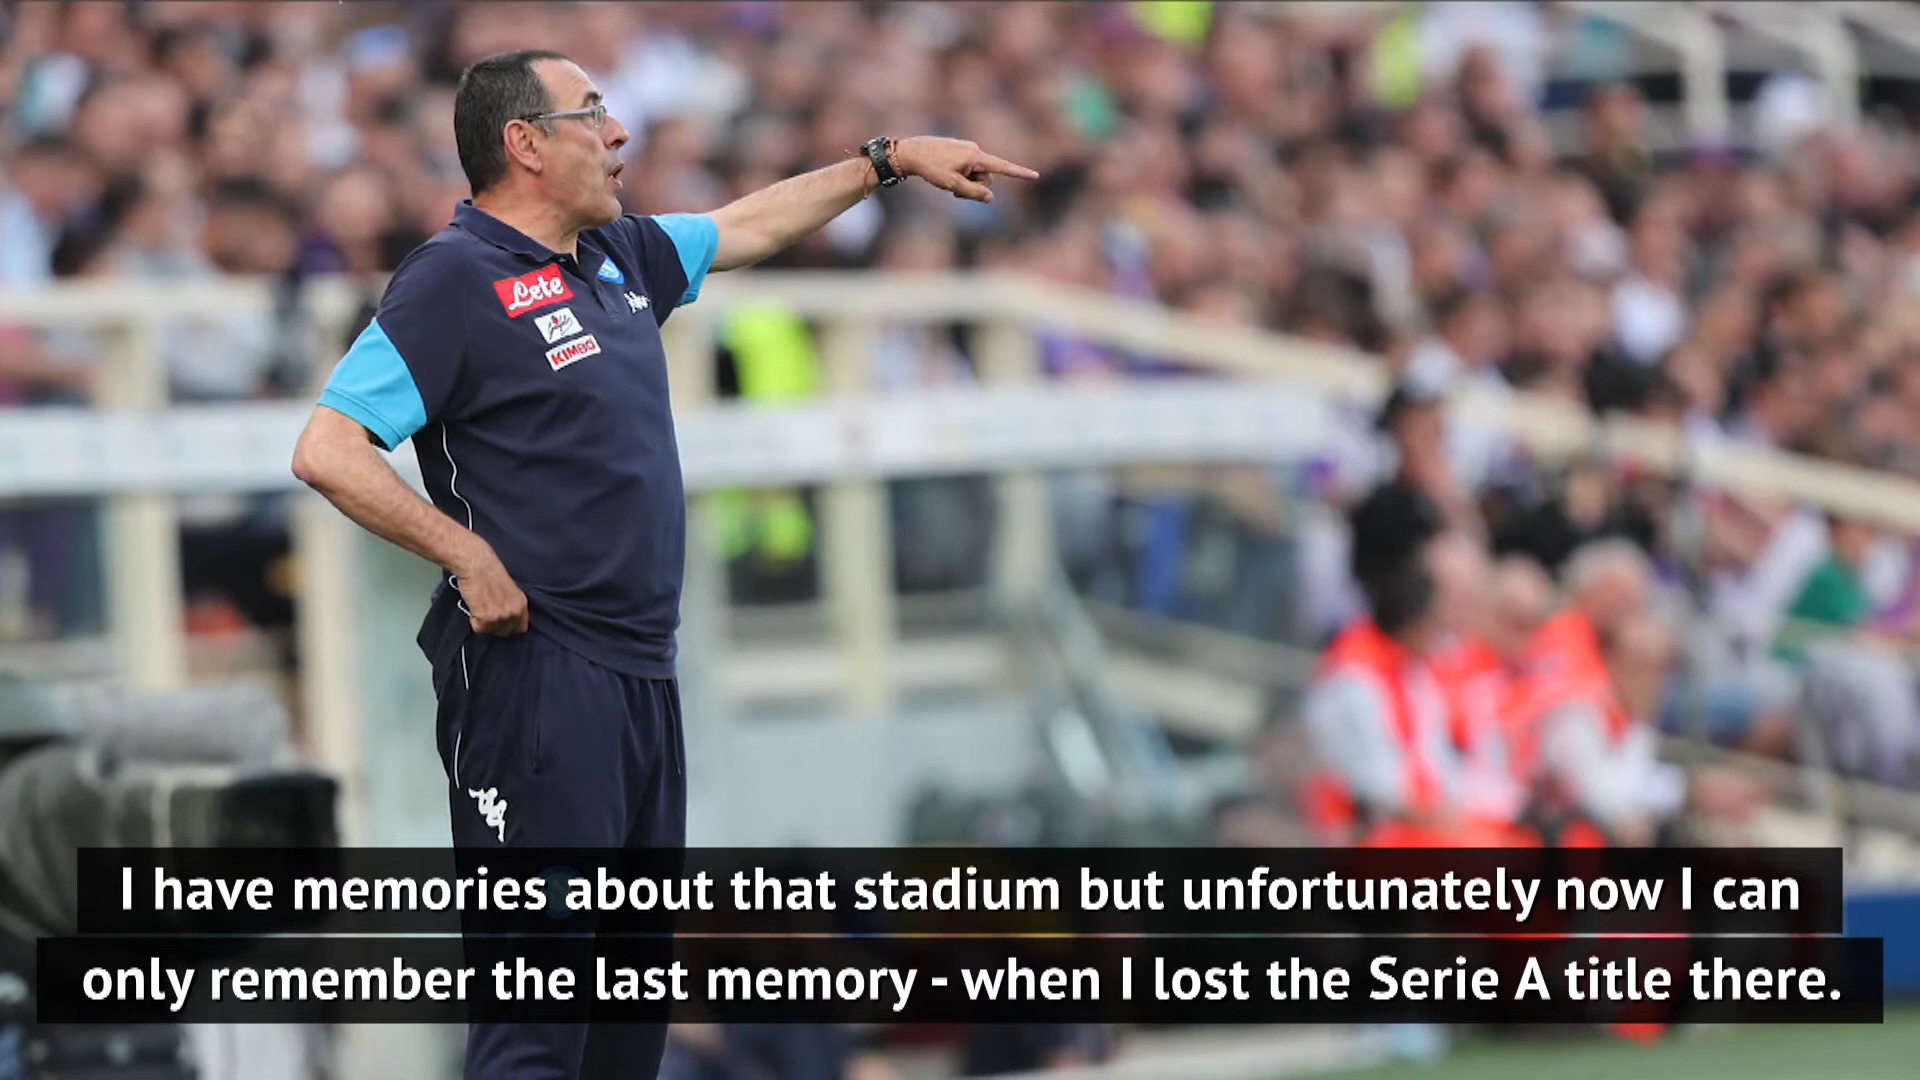 Lete
KIMBO
I have memories about that stadium but unfortunately now I can
only remember the last memory - when I lost the Serie A title there.